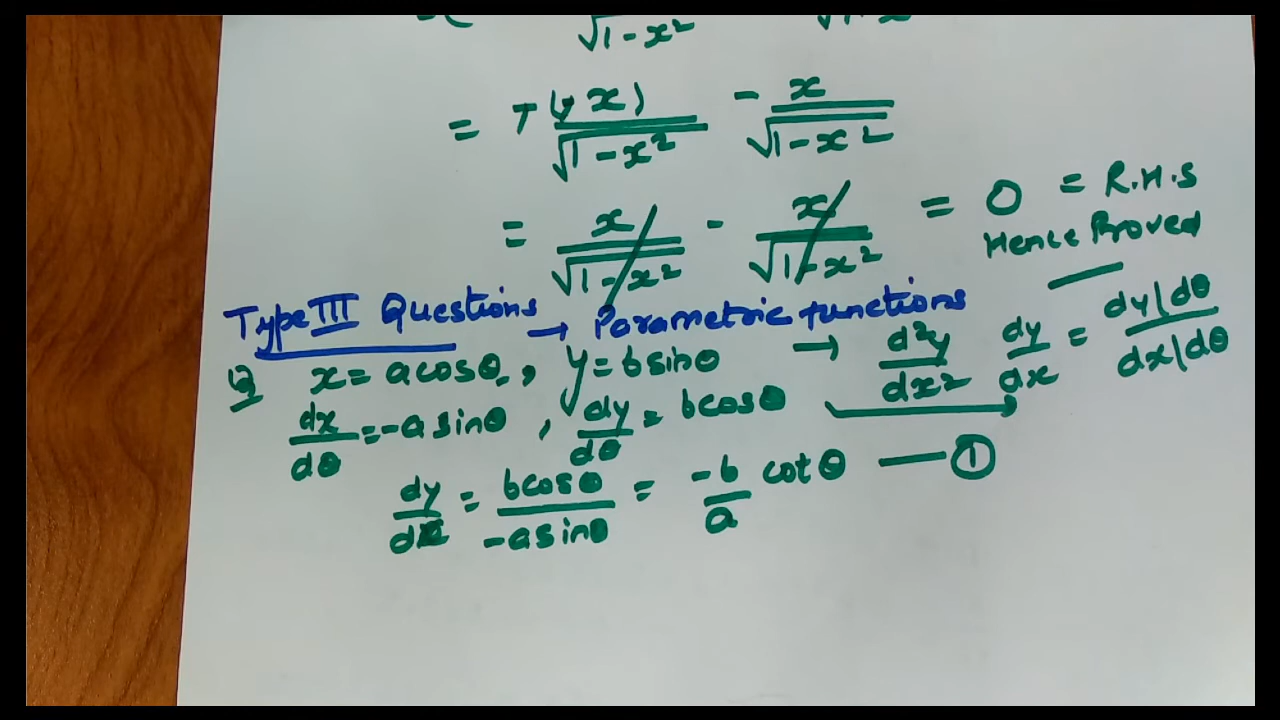 √1-x²
= + (+x)/√1-x² - x/√1-x²
= x/√1-x² - x/√1-x² = 0 = R.H.S
Hence Proved
Type III Questions → Parametric functions
Q) x = a cosθ, y = b sinθ → d²y/dx² dy/dx = dy/dθ / dx/dθ
dx/dθ = -a sinθ, dy/dθ = b cosθ
dy/dx = b cosθ / -a sinθ = -b/a cotθ — ①